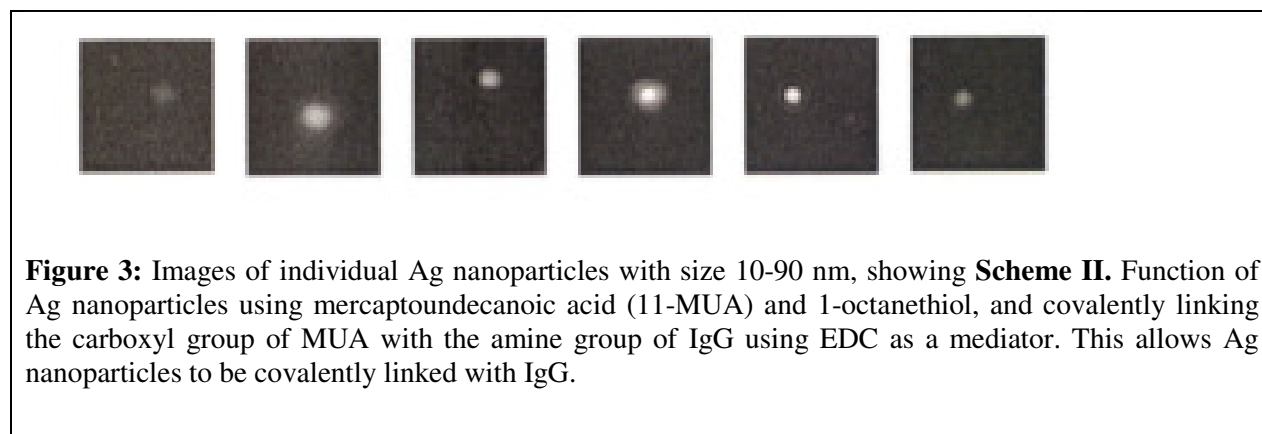 Figure 3: Images of individual Ag nanoparticles with size 10-90 nm, showing Scheme II. Function of
Ag nanoparticles using mercaptoundecanoic acid (11-MUA) and 1-octanethiol, and covalently linking
the carboxyl group of MUA with the amine group of IgG using EDC as a mediator. This allows Ag
nanoparticles to be covalently linked with IgG.